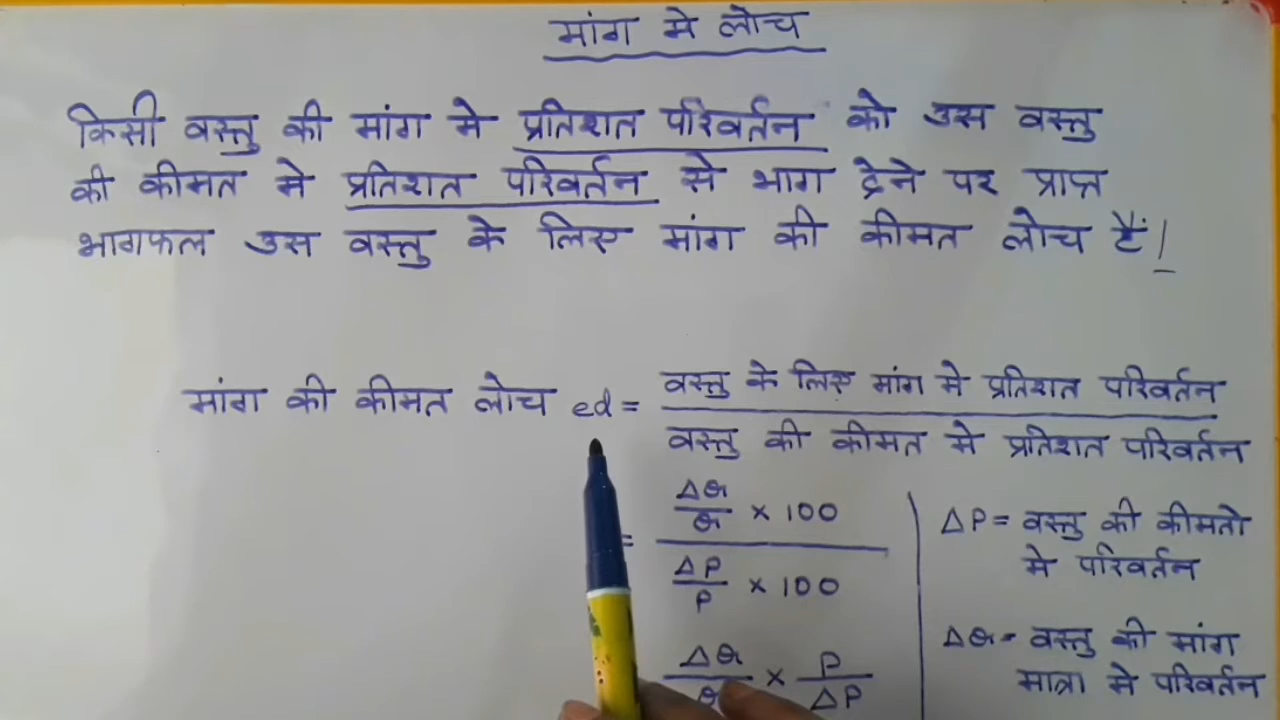 मांग मे लोच
किसी वस्तु की मांग मे प्रतिशत परिवर्तन को उस वस्तु
की कीमत मे प्रतिशत परिवर्तन से भाग देने पर प्राप्त
भागफल उस वस्तु के लिए मांग की कीमत लोच हैं।
मांग की कीमत लोच ed =
वस्तु के लिए मांग मे प्रतिशत परिवर्तन
वस्तु की कीमत मे प्रतिशत परिवर्तन
=
ΔQ
Q × 100
ΔP
P × 100
ΔQ × P
Q ΔP
ΔP = वस्तु की कीमतो
मे परिवर्तन
ΔQ = वस्तु की मांग
मात्रा मे परिवर्तन